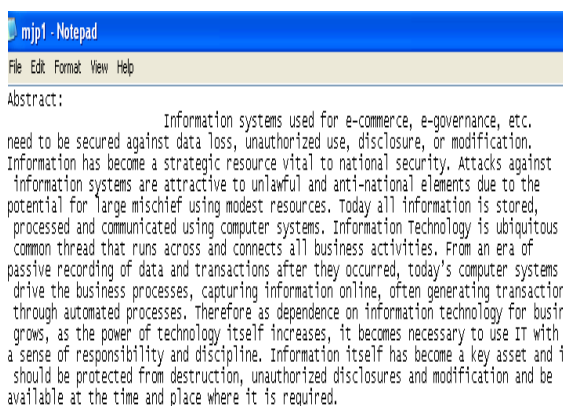 mjp1 - Notepad
File Edit Format View Help
Abstract:
Information systems used for e-commerce, e-governance, etc.
need to be secured against data loss, unauthorized use, disclosure, or modification.
Information has become a strategic resource vital to national security. Attacks against
information systems are attractive to unlawful and anti-national elements due to the
potential for large mischief using modest resources. Today all information is stored,
processed and communicated using computer systems. Information Technology is ubiquitous
common thread that runs across and connects all business activities. From an era of
passive recording of data and transactions after they occurred, today's computer systems
drive the business processes, capturing information online, often generating transaction
through automated processes. Therefore as dependence on information technology for
grows, as the power of technology itself increases, it becomes necessary to use IT with
a sense of responsibility and discipline. Information itself has become a key asset and
should be protected from destruction, unauthorized disclosures and modification and be
available at the time and place where it is required.